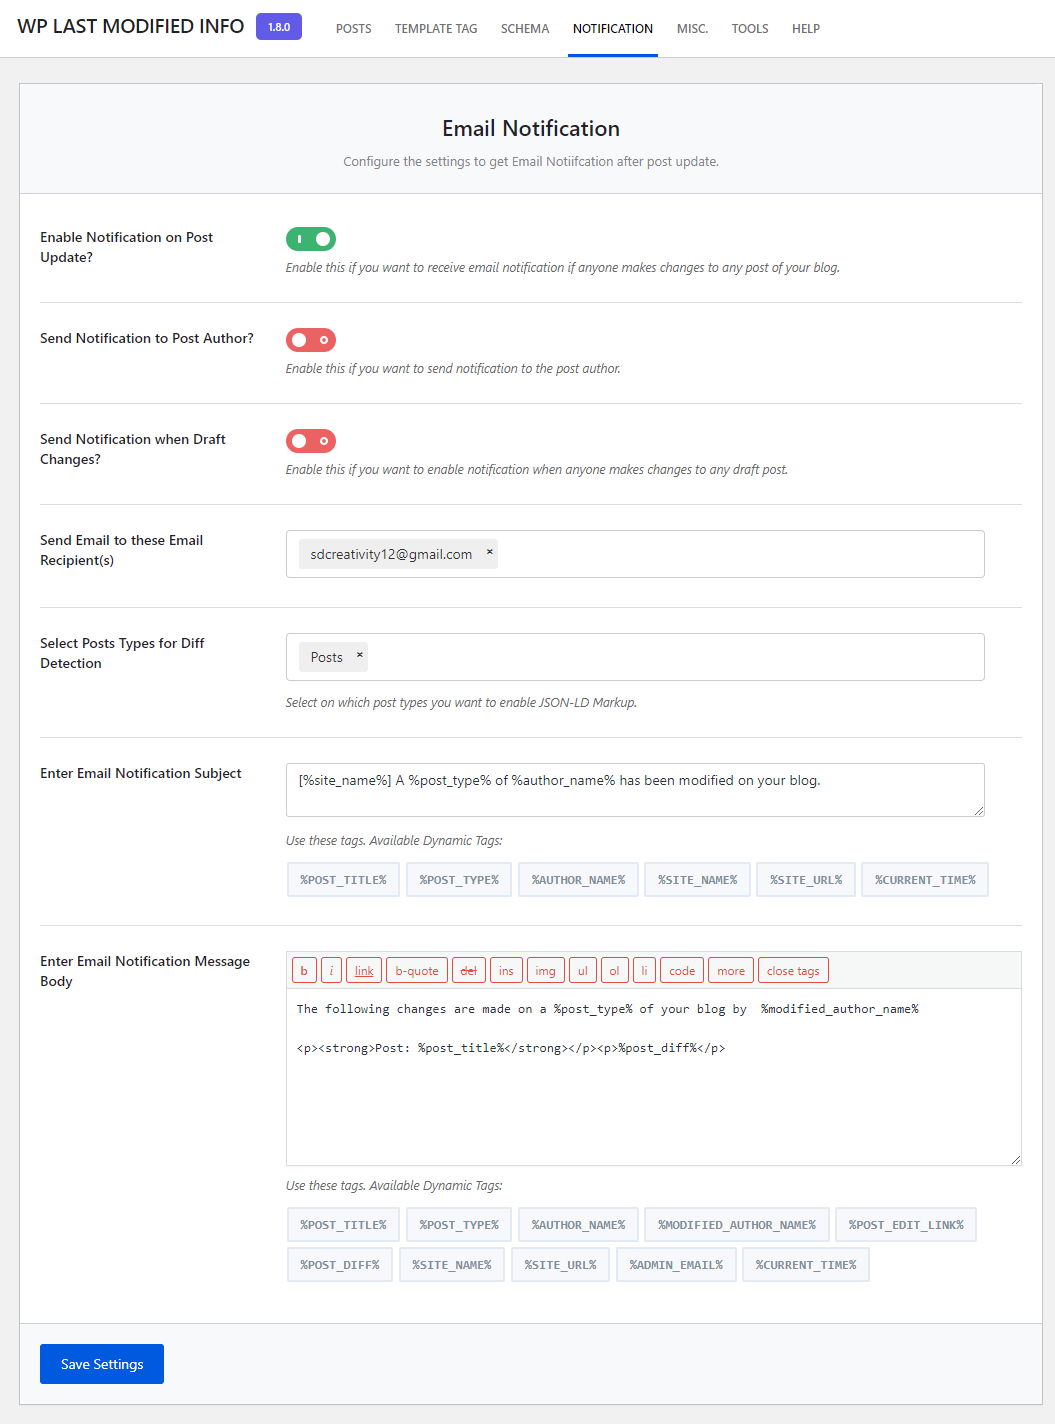 WP LAST MODIFIED INFO 1.8.0 POSTS TEMPLATE TAG SCHEMA NOTIFICATION MISC. TOOLS HELP
Email Notification
Configure the settings to get Email Notiifcation after post update.
Enable Notification on Post
Update?
Enable this if you want to receive email notification if anyone makes changes to any post of your blog.
Send Notification to Post Author?
Enable this if you want to send notification to the post author.
Send Notification when Draft
Changes?
Enable this if you want to enable notification when anyone makes changes to any draft post.
Send Email to these Email
Recipient(s)
sdcreativity12@gmail.com ×
Select Posts Types for Diff
Detection
Posts ×
Select on which post types you want to enable JSON-LD Markup.
Enter Email Notification Subject
[%site_name%] A %post_type% of %author_name% has been modified on your blog.
Use these tags. Available Dynamic Tags:
%POST_TITLE% %POST_TYPE% %AUTHOR_NAME% %SITE_NAME% %SITE_URL% %CURRENT_TIME%
Enter Email Notification Message
Body
b i link b-quote del ins img ul ol li code more close tags
The following changes are made on a %post_type% of your blog by  %modified_author_name%
<p><strong>Post: %post_title%</strong></p><p>%post_diff%</p>
Use these tags. Available Dynamic Tags:
%POST_TITLE% %POST_TYPE% %AUTHOR_NAME% %MODIFIED_AUTHOR_NAME% %POST_EDIT_LINK%
%POST_DIFF% %SITE_NAME% %SITE_URL% %ADMIN_EMAIL% %CURRENT_TIME%
Save Settings